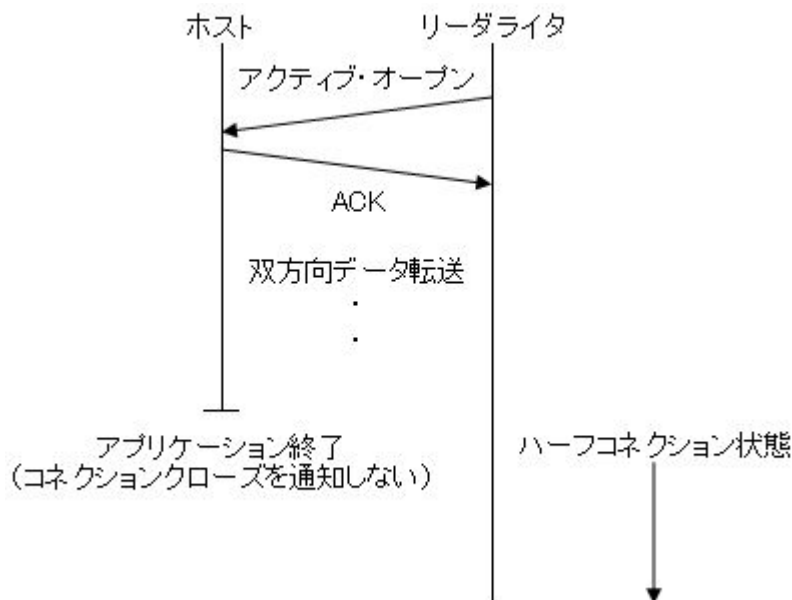 ホスト
リーダライタ
アクティブ・オープン
ACK
双方向データ転送
・
・
アプリケーション終了
(コネクションクローズを通知しない)
ハーフコネクション状態